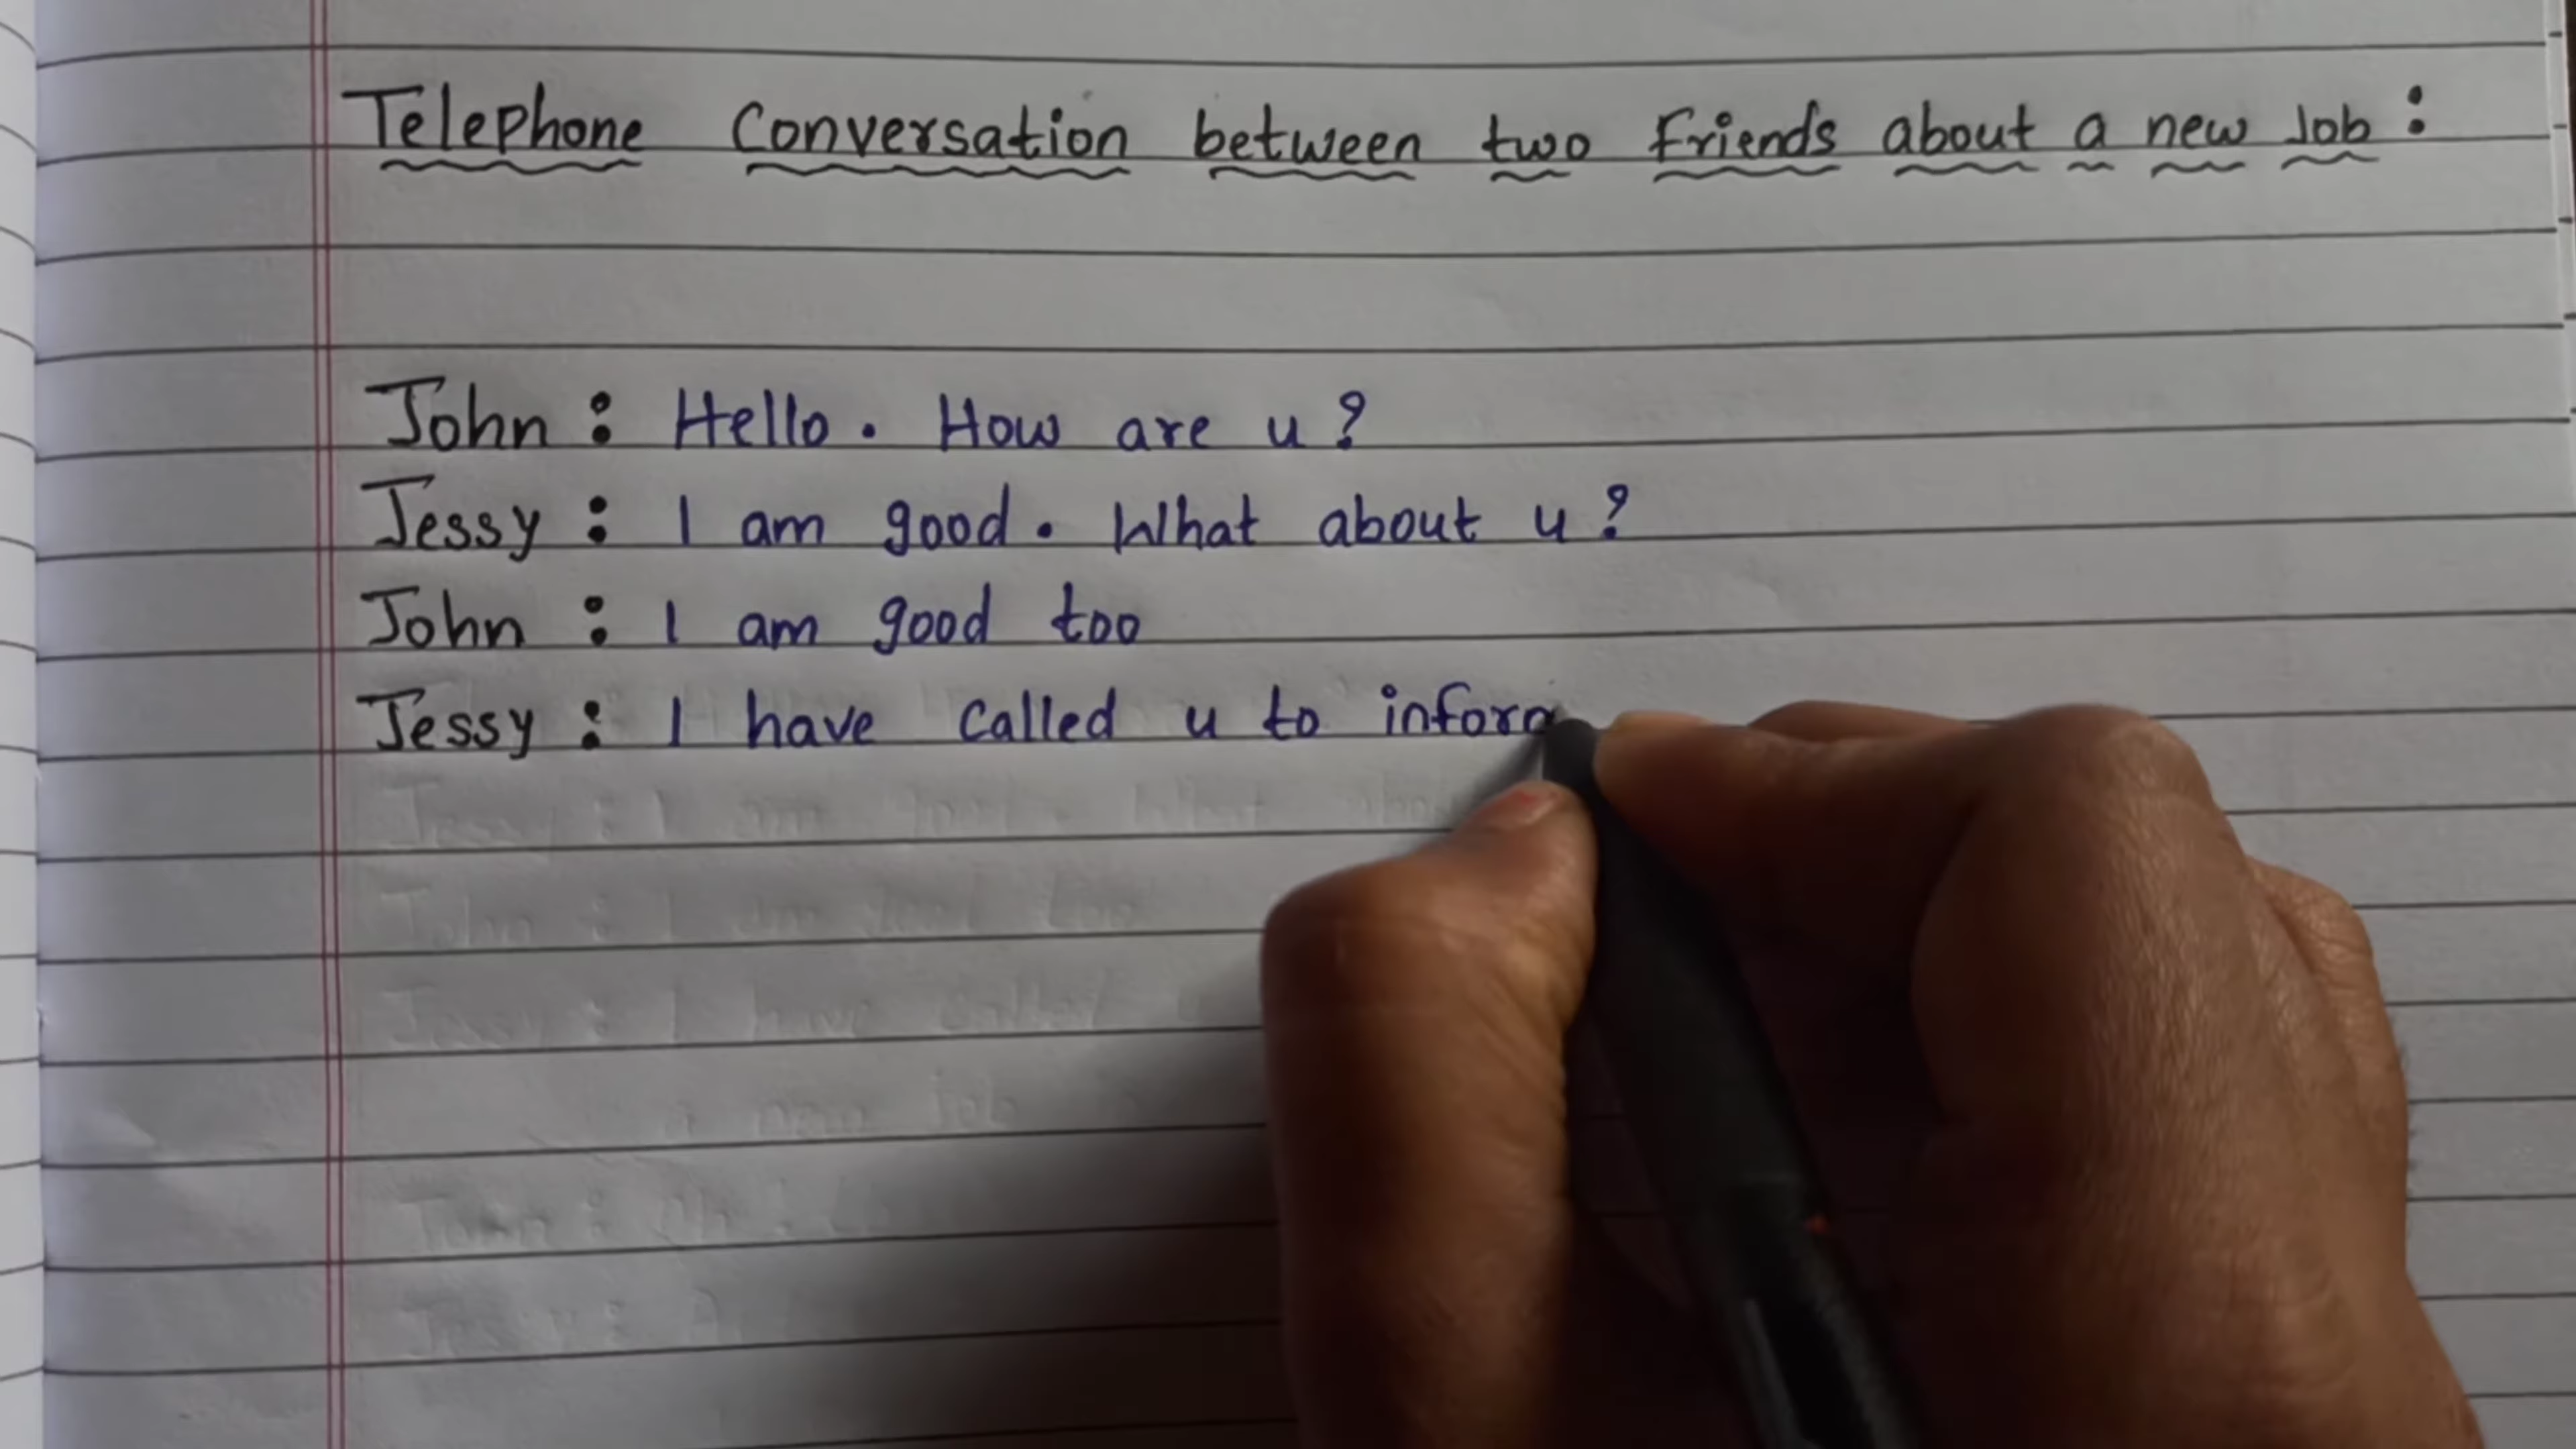 Telephone Conversation between two Friends about a new Job :
John : Hello. How are u?
Jessy : I am good. What about u?
John : I am good too
Jessy : I have called u to